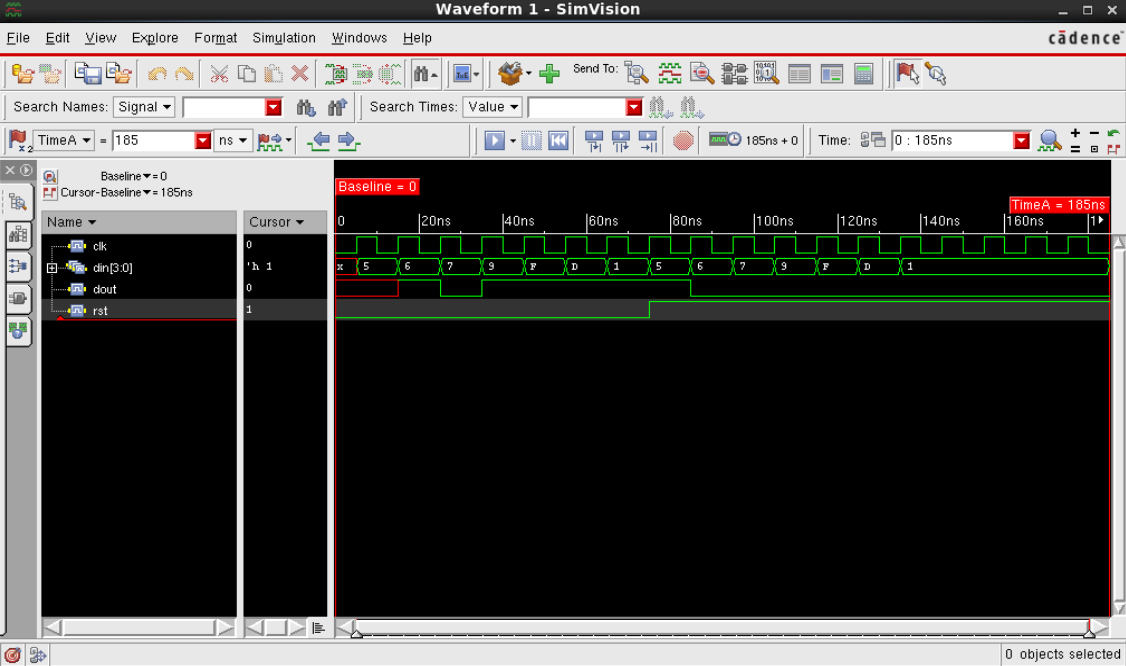 Waveform 1 - SimVision
File Edit View Explore Format Simulation Windows Help
cādence
Send To:
Search Names: Signal
Search Times: Value
TimeA = 185 ns
185ns + 0
Time: 0 : 185ns
x2
Baseline = 0
Cursor-Baseline = 185ns
Baseline = 0
TimeA = 185ns
Name Cursor
0 20ns 40ns 60ns 80ns 100ns 120ns 140ns 160ns 1
clk 0
din[3:0] 'h 1 x 5 6 7 9 F D 1 5 6 7 9 F D 1
dout 0
rst 1
0 objects selected